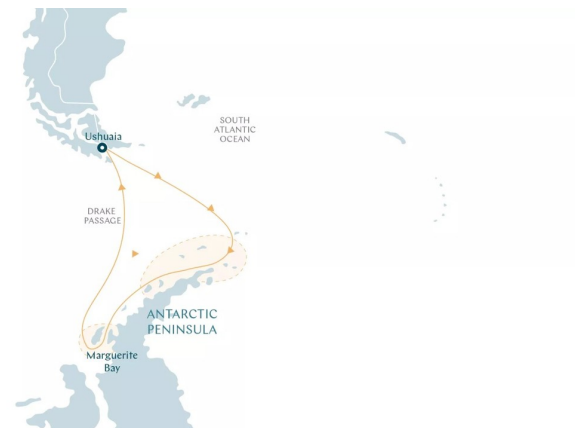 Ushuaia
SOUTH
ATLANTIC
OCEAN
DRAKE
PASSAGE
ANTARCTIC
PENINSULA
Marguerite
Bay